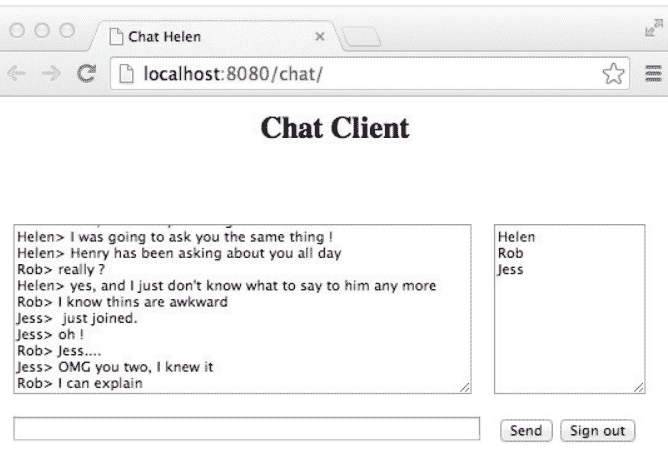 Chat Helen
localhost:8080/chat/
Chat Client
Helen> I was going to ask you the same thing !
Helen> Henry has been asking about you all day
Rob> really ?
Helen> yes, and I just don't know what to say to him any more
Rob> I know thins are awkward
Jess>  just joined.
Jess> oh !
Rob> Jess....
Jess> OMG you two, I knew it
Rob> I can explain
Helen
Rob
Jess
Send
Sign out